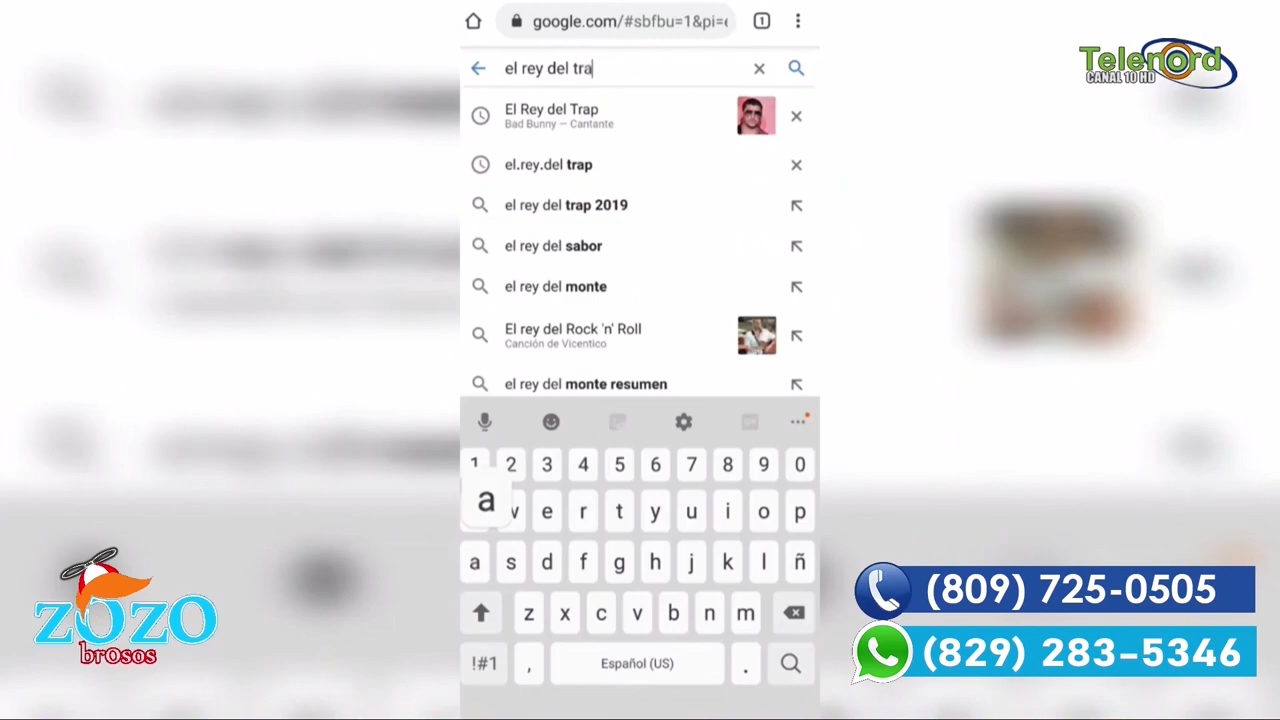 google.com/#sbfbu=1&pi=e
1
el rey del tra
El Rey del Trap
Bad Bunny – Cantante
el.rey.del trap
el rey del trap 2019
el rey del sabor
el rey del monte
El rey del Rock 'n' Roll
Canción de Vicentico
el rey del monte resumen
1 2 3 4 5 6 7 8 9 0
a w e r t y u i o p
a s d f g h j k l ñ
z x c v b n m
!#1 , Español (US) .
Telenord
CANAL 10 HD
ZOZO
brosos
(809) 725-0505
(829) 283-5346